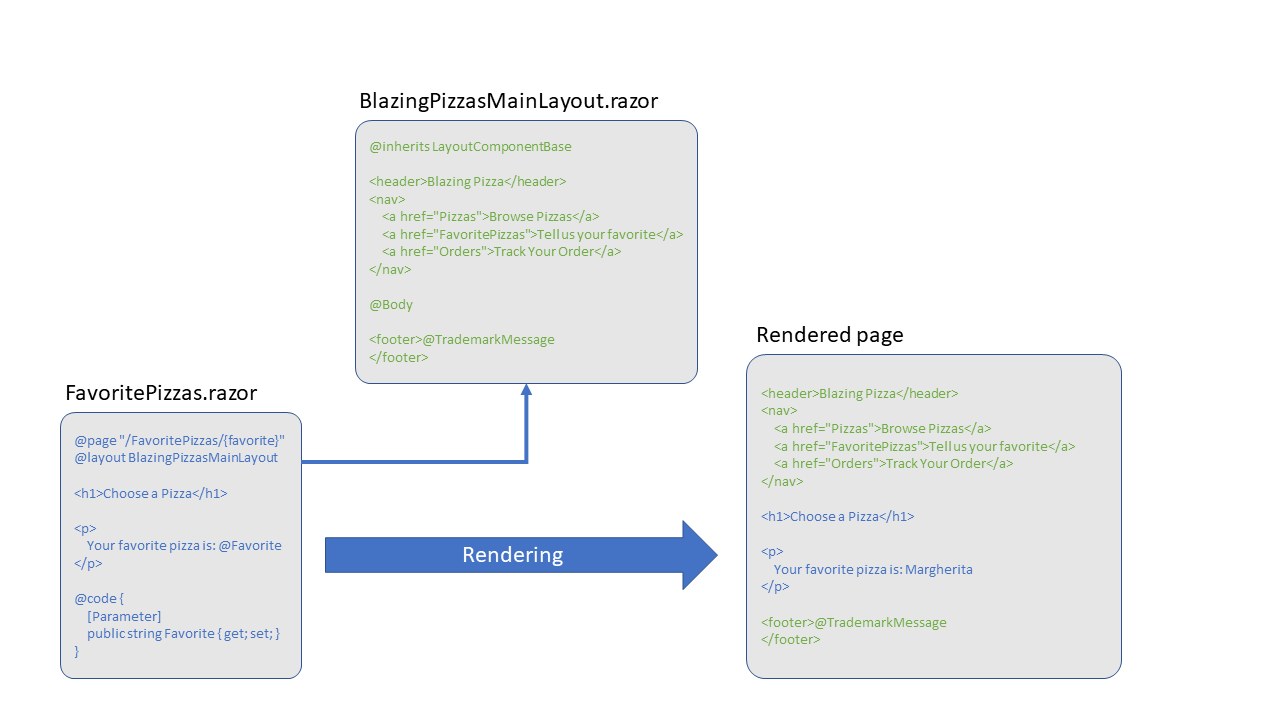 BlazingPizzasMainLayout.razor
@inherits LayoutComponentBase
<header>Blazing Pizza</header>
<nav>
<a href="Pizzas">Browse Pizzas</a>
<a href="FavoritePizzas">Tell us your favorite</a>
<a href="Orders">Track Your Order</a>
</nav>
@Body
<footer>@TrademarkMessage
</footer>
FavoritePizzas.razor
@page "/FavoritPizzas/{favorite}"
@layout BlazingPizzasMainLayout
<h1>Choose a Pizza</h1>
<p>
Your favorite pizza is: @Favorite
</p>
@code {
[Parameter]
public string Favorite { get; set; }
}
Rendering
Rendered page
<header>Blazing Pizza</header>
<nav>
<a href="Pizzas">Browse Pizzas</a>
<a href="FavoritePizzas">Tell us your favorite</a>
<a href="Orders">Track Your Order</a>
</nav>
<h1>Choose a Pizza</h1>
<p>
Your favorite pizza is: Margherita
</p>
<footer>@TrademarkMessage
</footer>